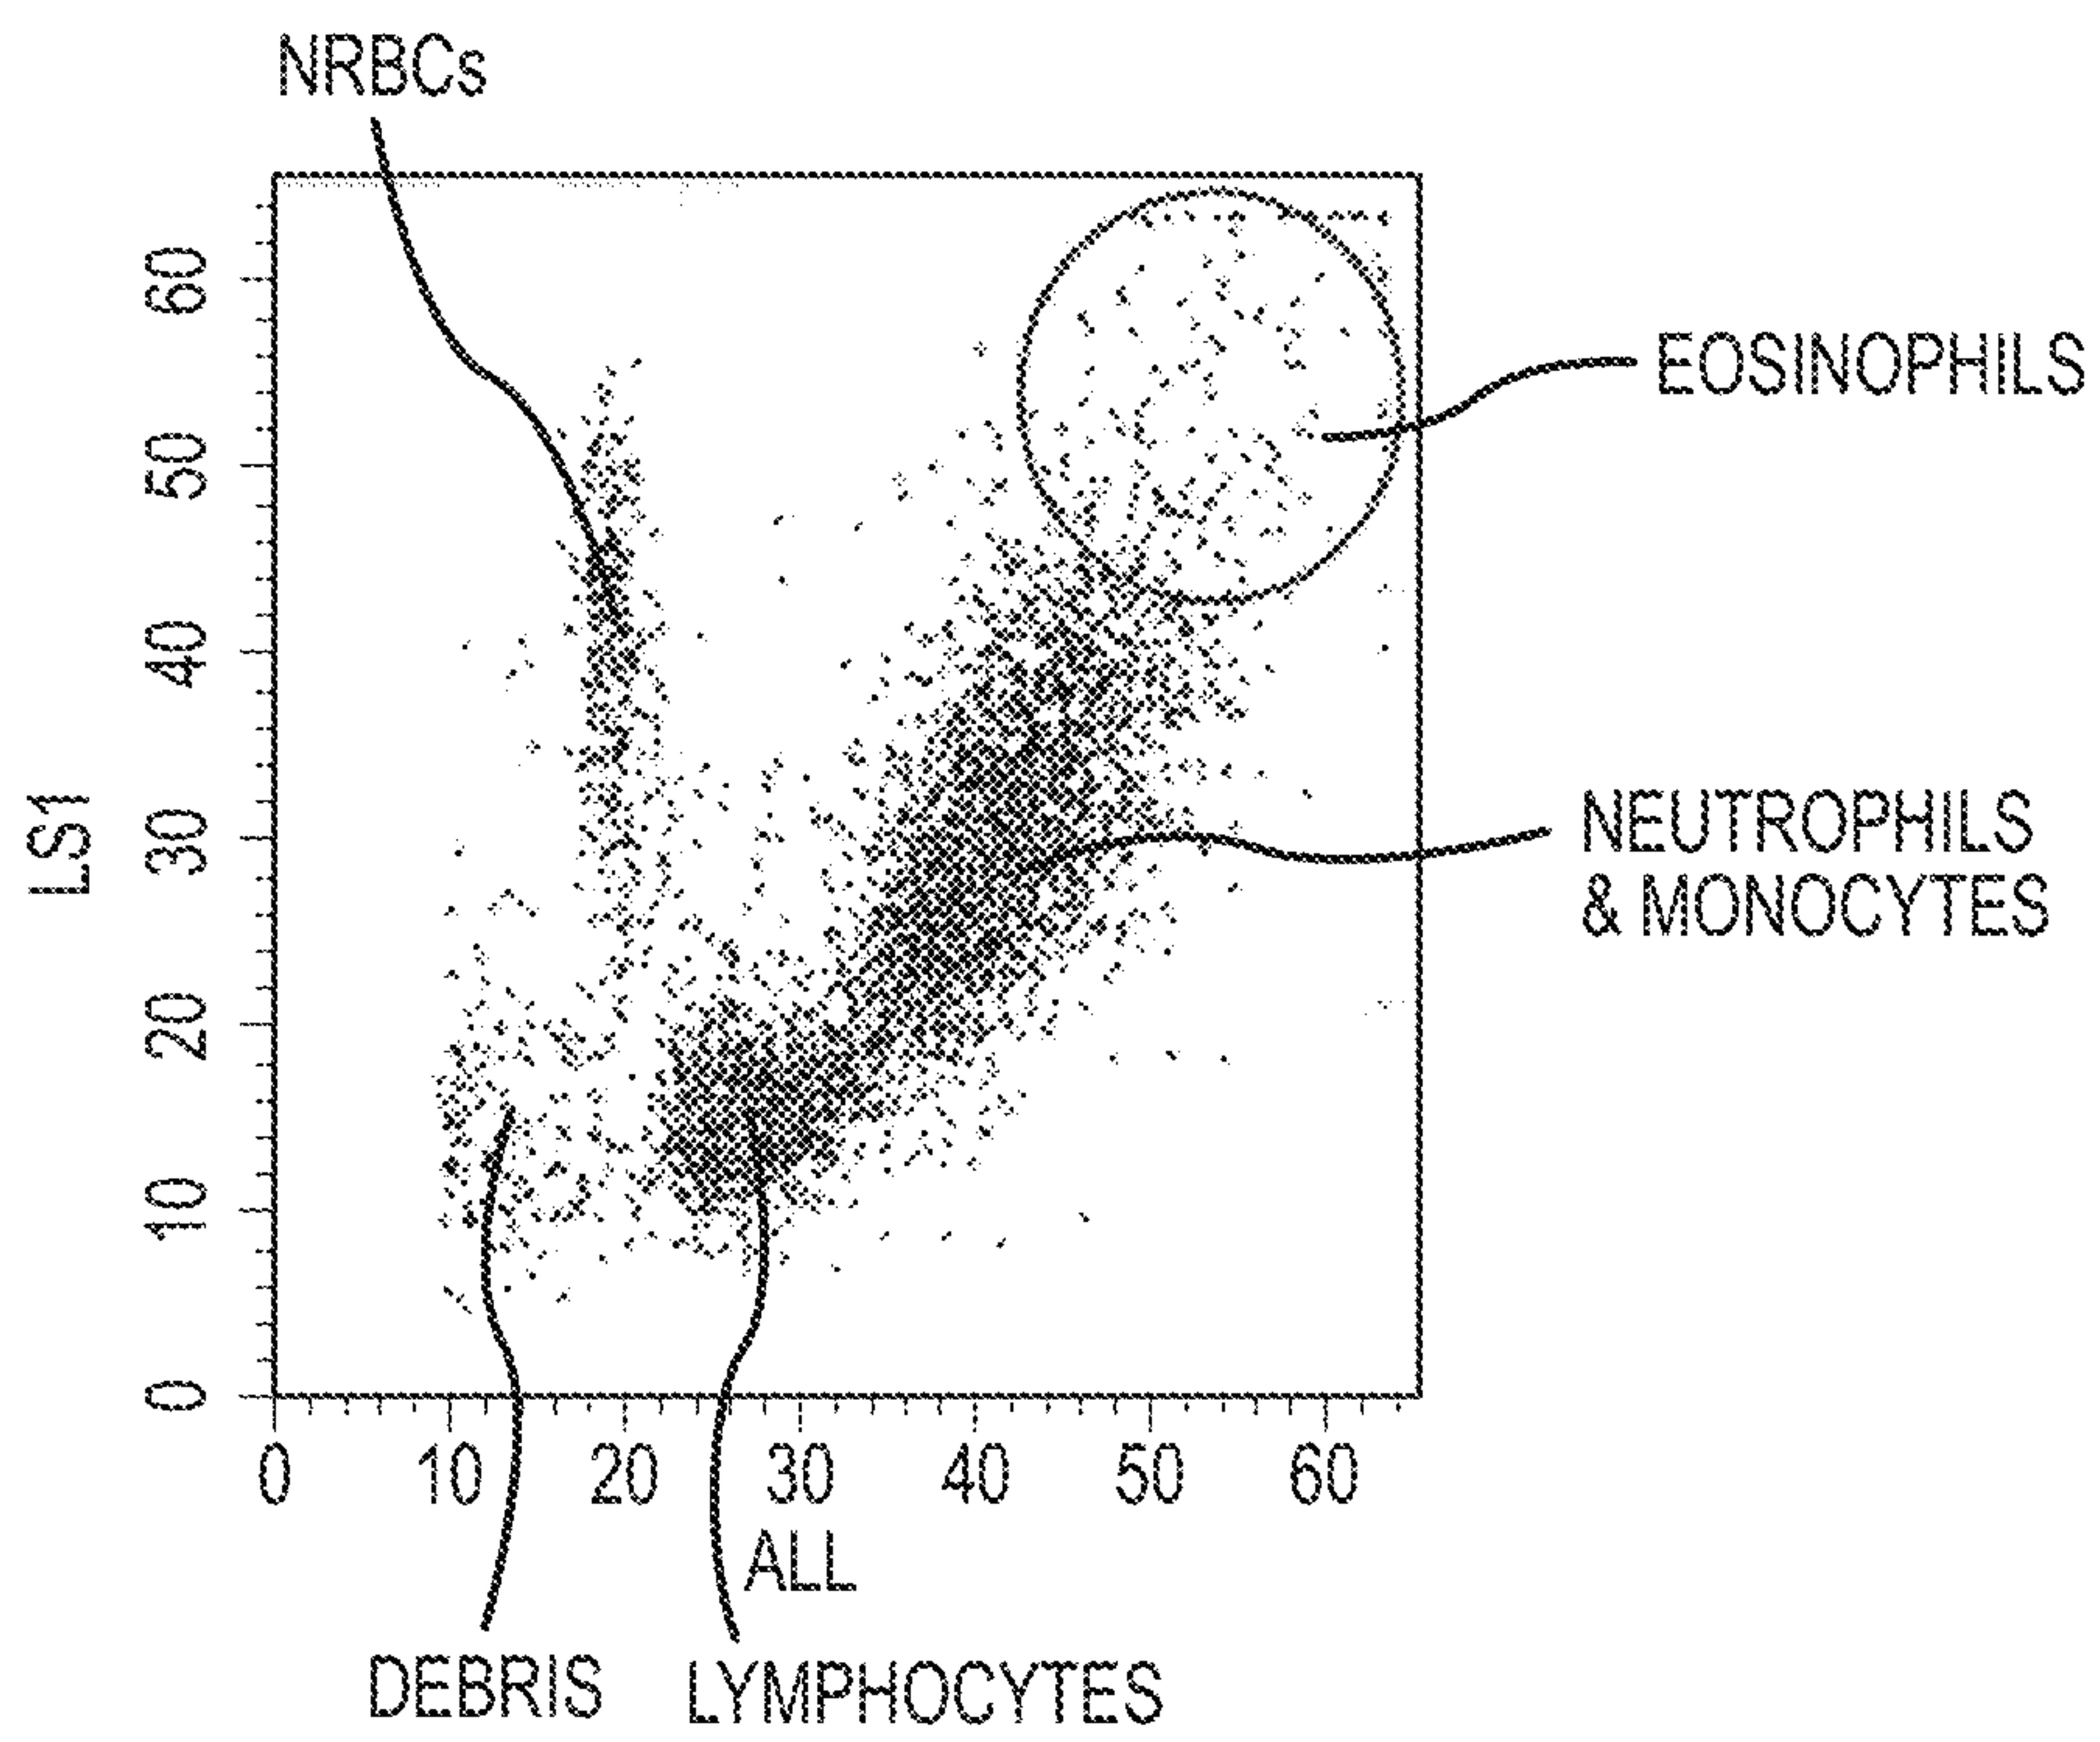 NRBCs
60
EOSINOPHILS
50
40
LS1
30
NEUTROPHILS
& MONOCYTES
20
10
0
0 10 20 30 40 50 60
ALL
DEBRIS
LYMPHOCYTES